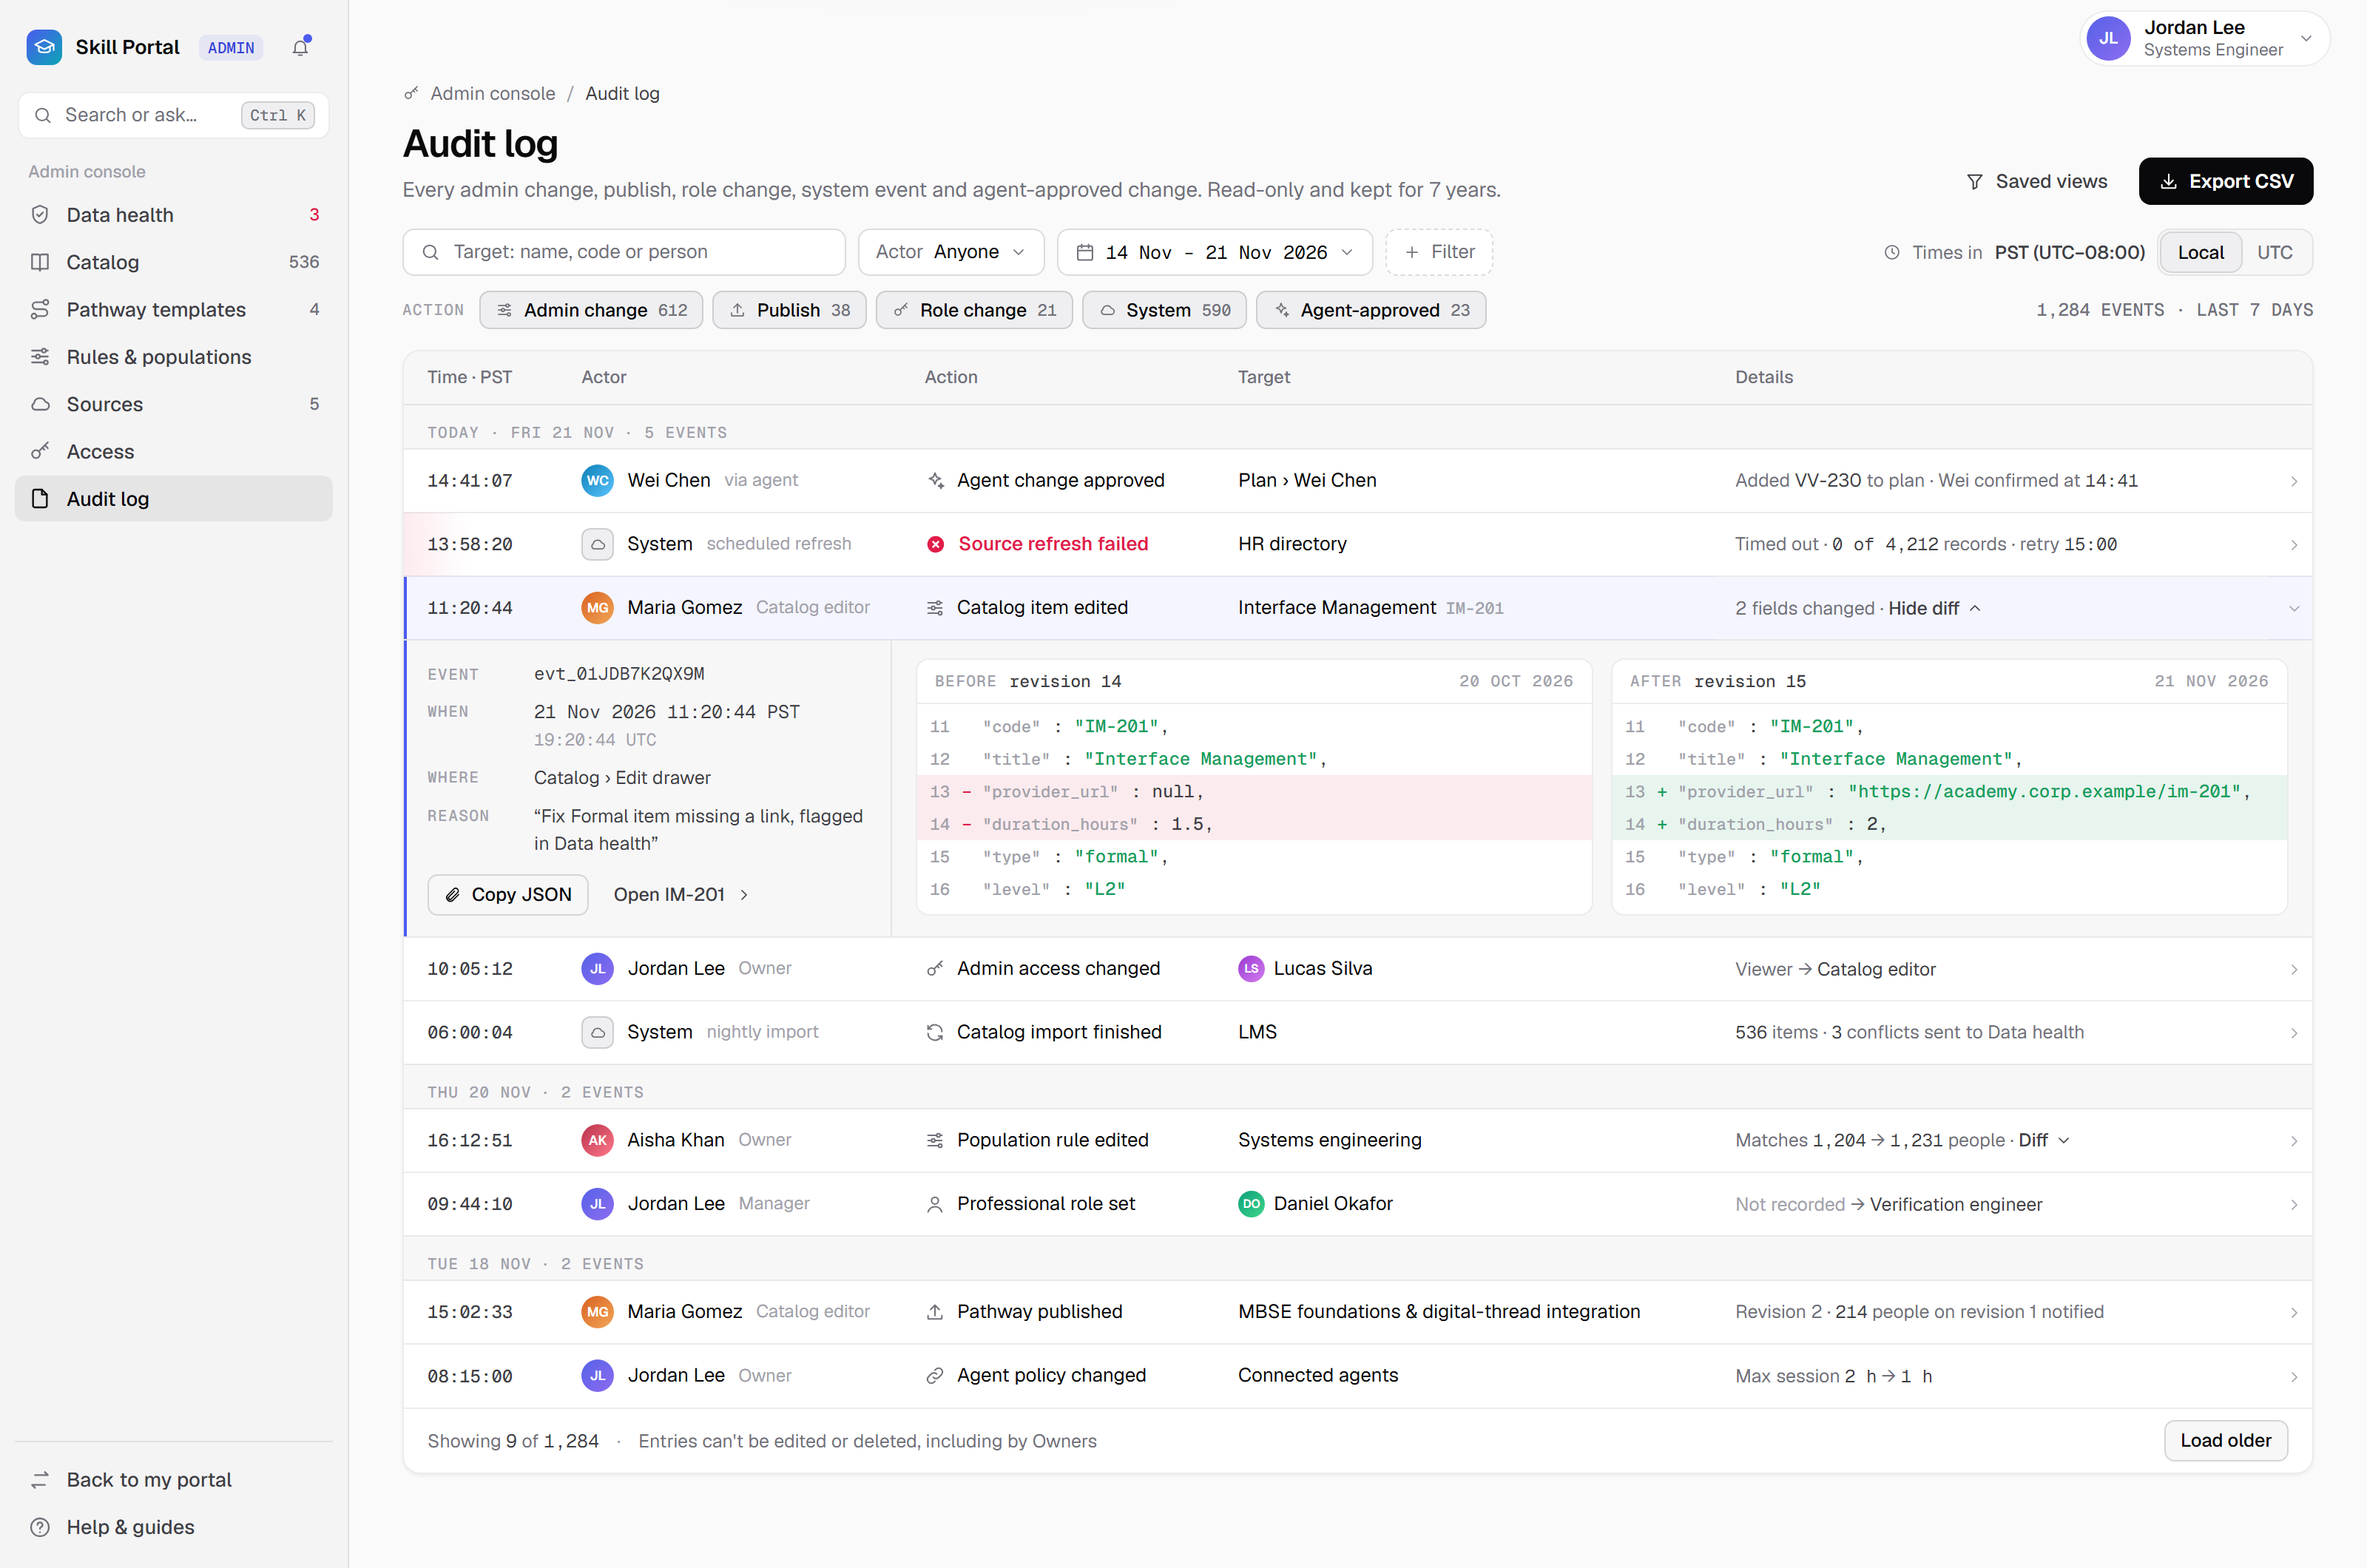 Skill Portal ADMIN
Search or ask... Ctrl K
Admin console
Data health 3
Catalog 536
Pathway templates 4
Rules & populations
Sources 5
Access
Audit log
Back to my portal
Help & guides
JL Jordan Lee
Systems Engineer
Admin console / Audit log
Audit log
Every admin change, publish, role change, system event and agent-approved change. Read-only and kept for 7 years.
Saved views Export CSV
Target: name, code or person Actor Anyone 14 Nov – 21 Nov 2026 + Filter Times in PST (UTC−08:00) Local UTC
ACTION Admin change 612 Publish 38 Role change 21 System 590 Agent-approved 23 1,284 EVENTS · LAST 7 DAYS
Time · PST Actor Action Target Details
TODAY · FRI 21 NOV · 5 EVENTS
14:41:07 WC Wei Chen via agent Agent change approved Plan › Wei Chen Added VV-230 to plan · Wei confirmed at 14:41
13:58:20 System scheduled refresh Source refresh failed HR directory Timed out · 0 of 4,212 records · retry 15:00
11:20:44 MG Maria Gomez Catalog editor Catalog item edited Interface Management IM-201 2 fields changed · Hide diff
EVENT evt_01JDB7K2QX9M
WHEN 21 Nov 2026 11:20:44 PST
19:20:44 UTC
WHERE Catalog › Edit drawer
REASON “Fix Formal item missing a link, flagged
in Data health”
Copy JSON Open IM-201
BEFORE revision 14 20 OCT 2026
11 "code" : "IM-201",
12 "title" : "Interface Management",
13 − "provider_url" : null,
14 − "duration_hours" : 1.5,
15 "type" : "formal",
16 "level" : "L2"
AFTER revision 15 21 NOV 2026
11 "code" : "IM-201",
12 "title" : "Interface Management",
13 + "provider_url" : "https://academy.corp.example/im-201",
14 + "duration_hours" : 2,
15 "type" : "formal",
16 "level" : "L2"
10:05:12 JL Jordan Lee Owner Admin access changed LS Lucas Silva Viewer → Catalog editor
06:00:04 System nightly import Catalog import finished LMS 536 items · 3 conflicts sent to Data health
THU 20 NOV · 2 EVENTS
16:12:51 AK Aisha Khan Owner Population rule edited Systems engineering Matches 1,204 → 1,231 people · Diff
09:44:10 JL Jordan Lee Manager Professional role set DO Daniel Okafor Not recorded → Verification engineer
TUE 18 NOV · 2 EVENTS
15:02:33 MG Maria Gomez Catalog editor Pathway published MBSE foundations & digital-thread integration Revision 2 · 214 people on revision 1 notified
08:15:00 JL Jordan Lee Owner Agent policy changed Connected agents Max session 2 h → 1 h
Showing 9 of 1,284 · Entries can't be edited or deleted, including by Owners Load older